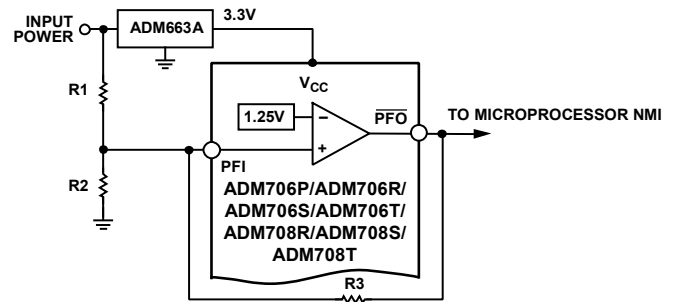 INPUT
POWER
ADM663A
3.3V
R1
VCC
1.25V
−
+
PFO
TO MICROPROCESSOR NMI
PFI
R2
ADM706P/ADM706R/
ADM706S/ADM706T/
ADM708R/ADM708S/
ADM708T
R3